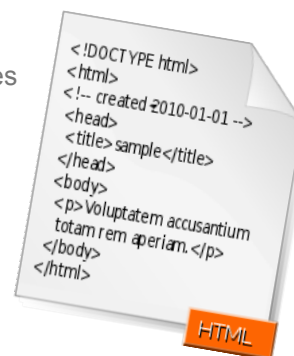 es
<!DOCTYPE html>
<html>
<!-- created 2010-01-01 -->
<head>
<title>sample</title>
</head>
<body>
<p>Voluptatem accusantium
totam rem aperiam.</p>
</body>
</html>
HTML